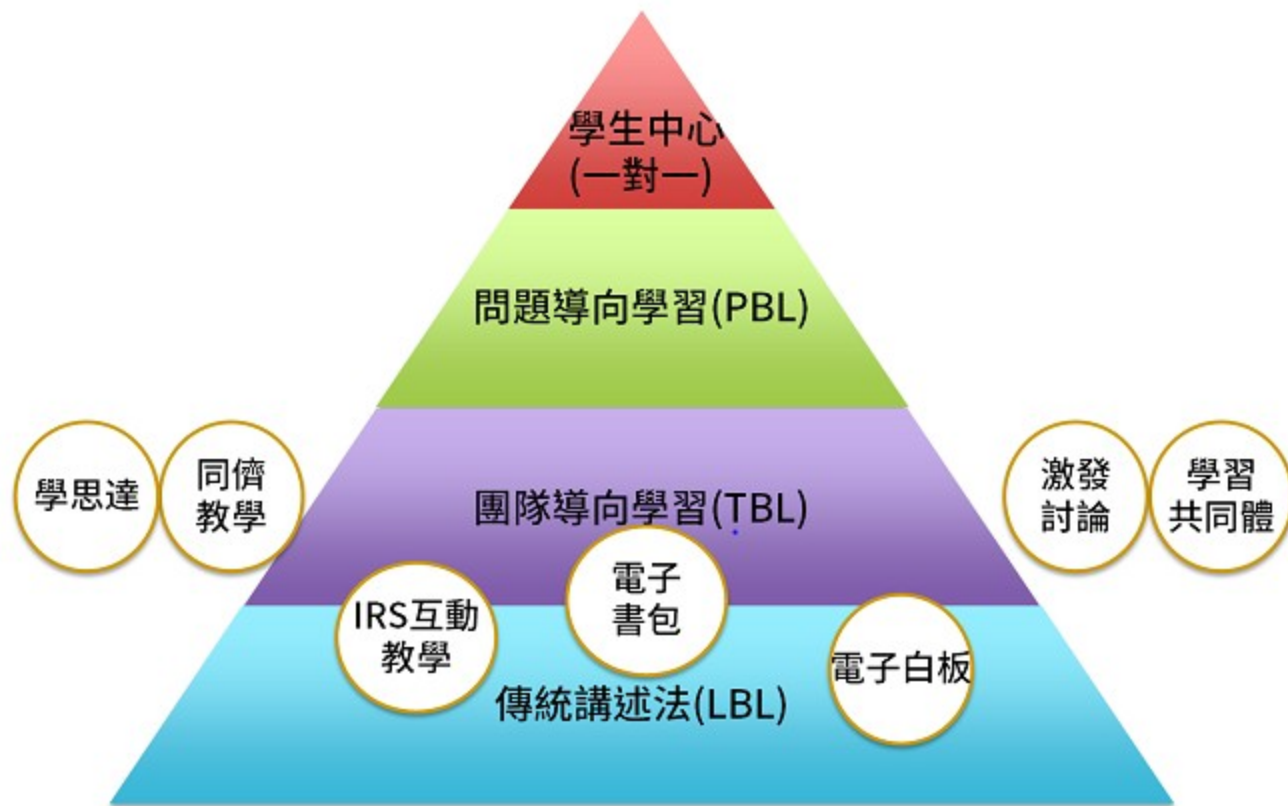 學生中心
(一對一)
問題導向學習(PBL)
學思達
同儕
教學
團隊導向學習(TBL)
激發
討論
學習
共同體
IRS互動
教學
電子
書包
電子白板
傳統講述法(LBL)